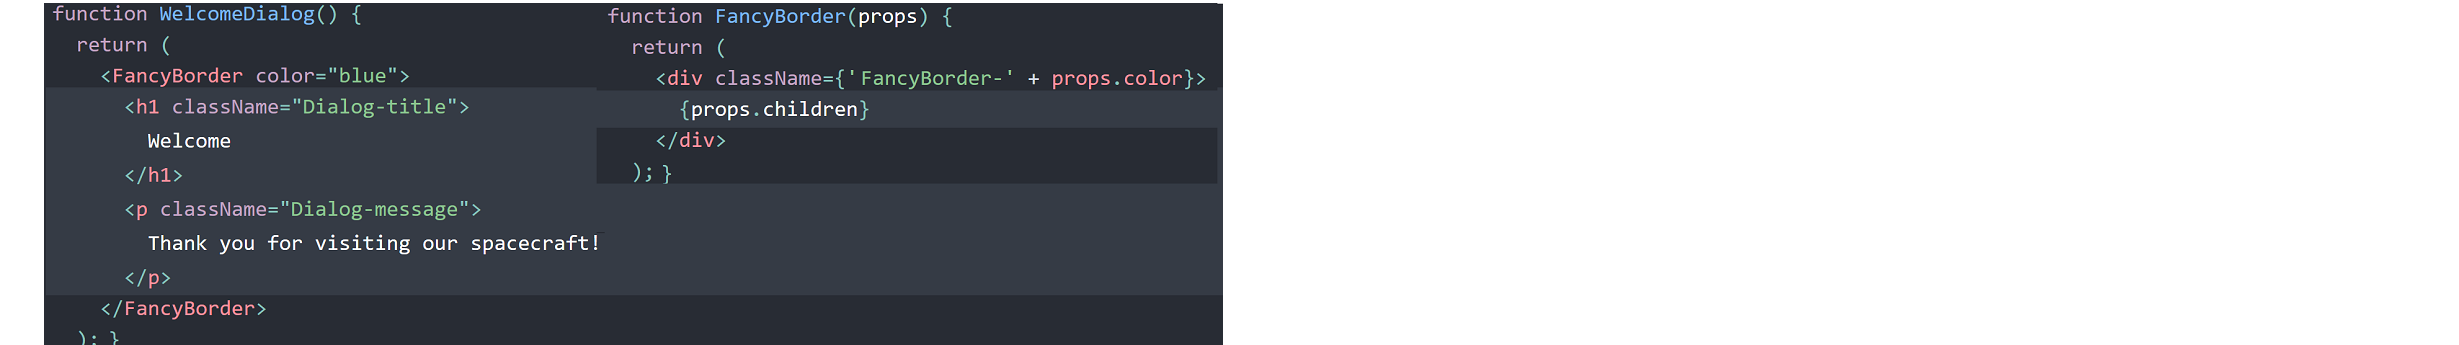 function WelcomeDialog() {
  return (
    <FancyBorder color="blue">
      <h1 className="Dialog-title">
        Welcome
      </h1>
      <p className="Dialog-message">
        Thank you for visiting our spacecraft!
      </p>
    </FancyBorder>
  ); }
function FancyBorder(props) {
  return (
    <div className={'FancyBorder-' + props.color}>
      {props.children}
    </div>
  ); }